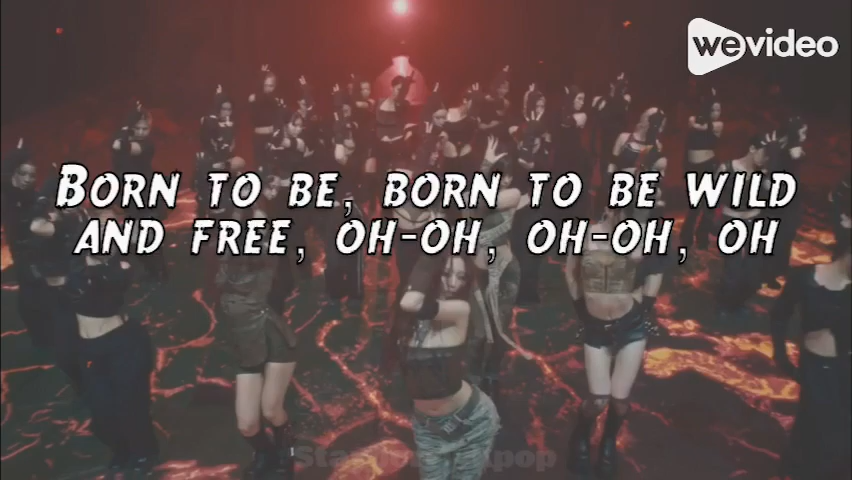 wevideo
BORN TO BE, BORN TO BE WILD
AND FREE, OH-OH, OH-OH, OH